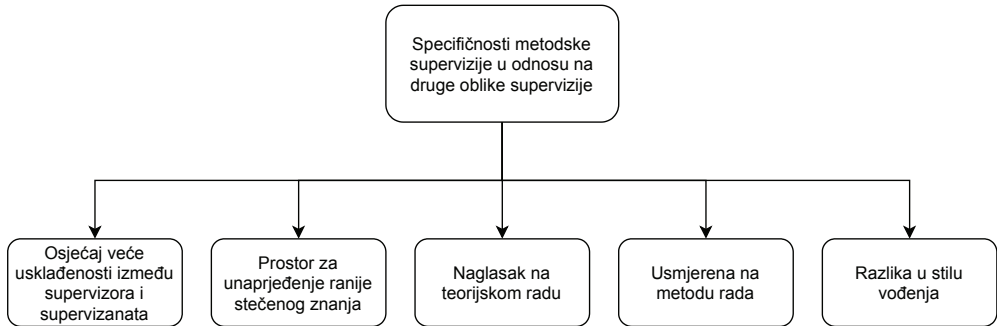 Specifičnosti metodske
supervizije u odnosu na
druge oblike supervizije
Osjećaj veće
usklađenosti između
supervizora i
supervizanata
Prostor za
unaprjeđenje ranije
stečenog znanja
Naglasak na
teorijskom radu
Usmjerena na
metodu rada
Razlika u stilu
vođenja